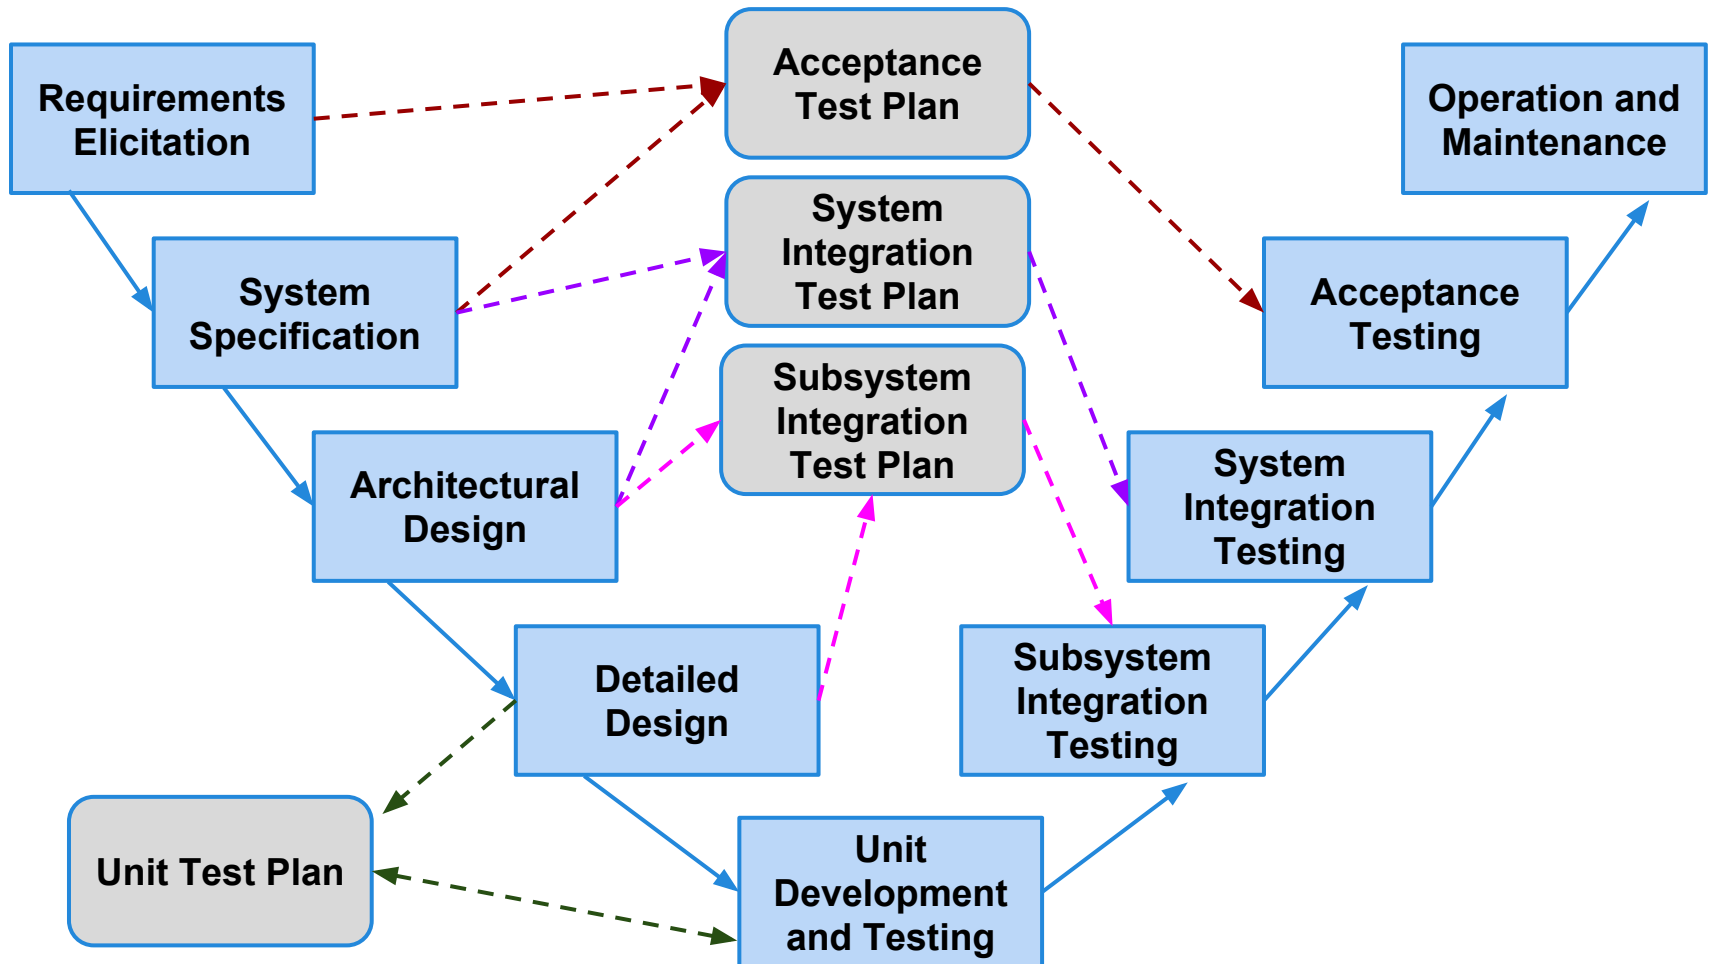 Requirements
Elicitation
Acceptance
Test Plan
Operation and
Maintenance
System
Specification
System
Integration
Test Plan
Acceptance
Testing
Architectural
Design
Subsystem
Integration
Test Plan
System
Integration
Testing
Detailed
Design
Subsystem
Integration
Testing
Unit Test Plan
Unit
Development
and Testing